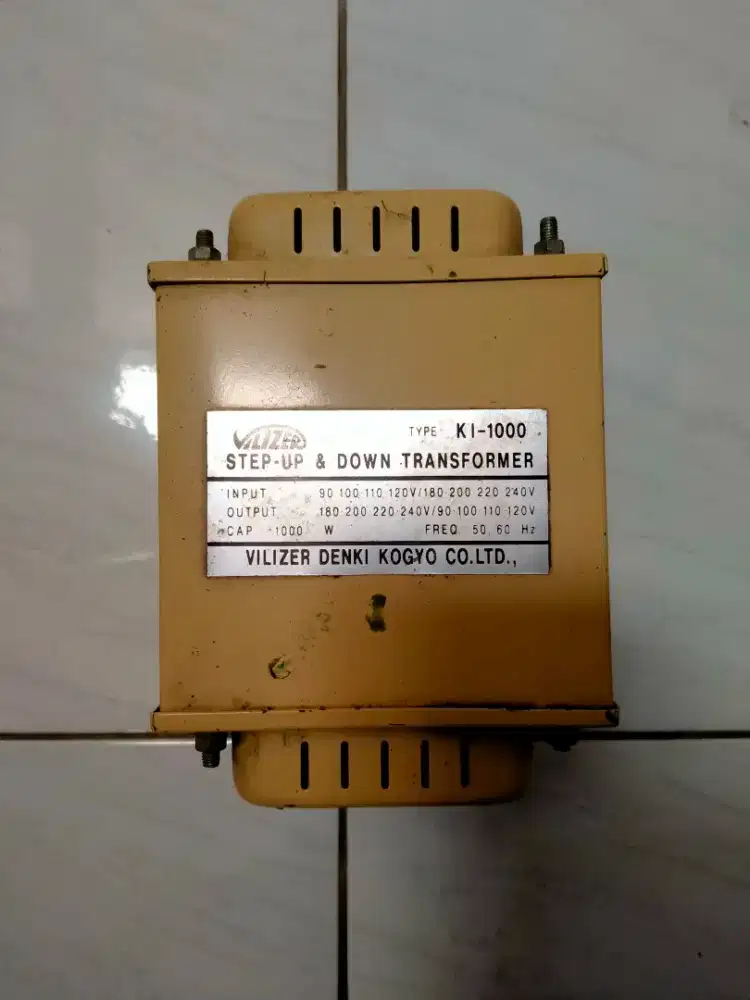 VILIZER TYPE KI-1000
STEP-UP & DOWN TRANSFORMER
INPUT 90 100 110 120V/180 200 220 240V
OUTPUT 180 200 220 240V/90 100 110 120V
CAP 1000 W FREQ 50, 60 Hz
VILIZER DENKI KOGYO CO.LTD.,